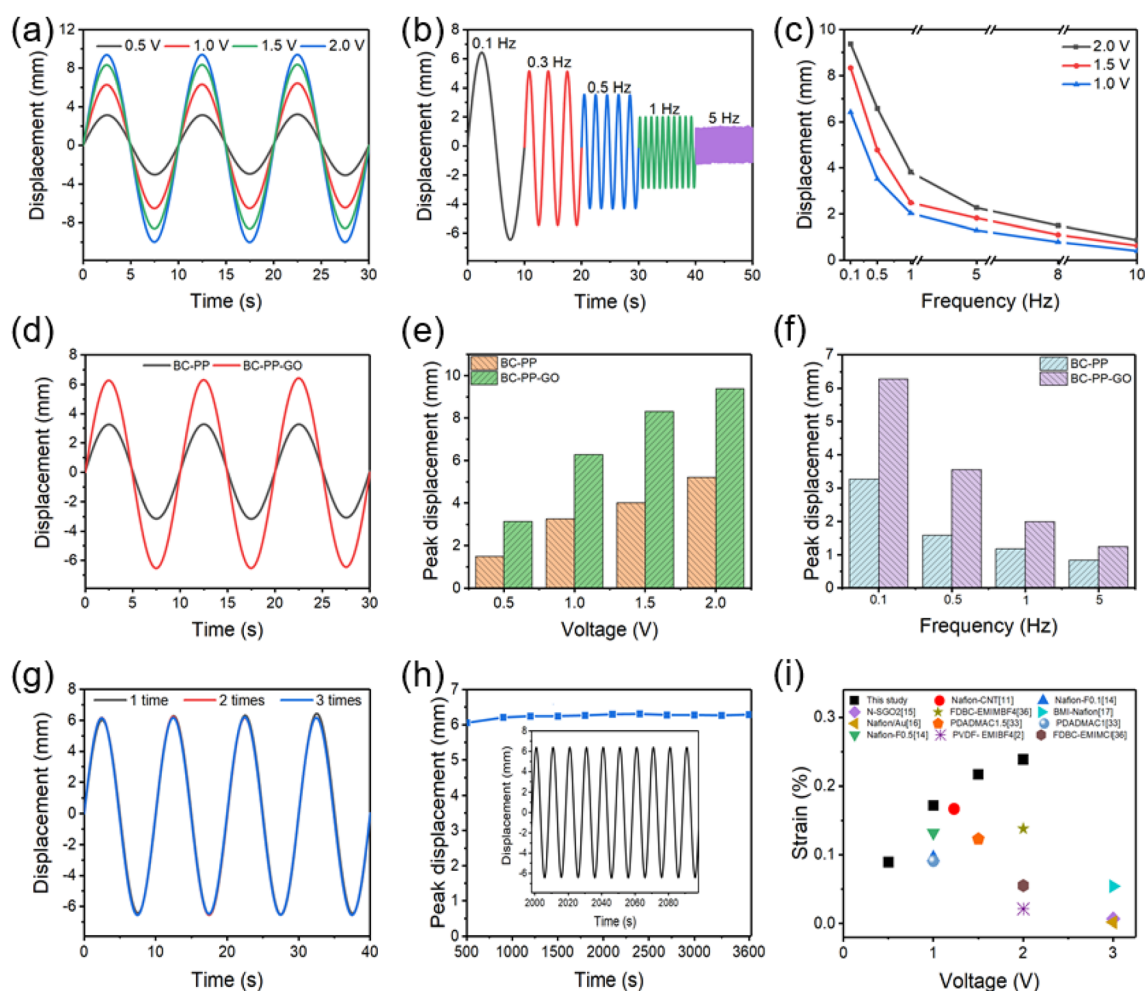 (a)
0.5 V 1.0 V 1.5 V 2.0 V
Displacement (mm)
12
8
4
0
-4
-8
0 5 10 15 20 25 30
Time (s)
(b)
0.1 Hz
0.3 Hz
0.5 Hz
1 Hz
5 Hz
Displacement (mm)
8
6
4
2
0
-2
-4
-6
0 10 20 30 40 50
Time (s)
(c)
2.0 V
1.5 V
1.0 V
Displacement (mm)
10
8
6
4
2
0
0.1 0.5 1 5 8 10
Frequency (Hz)
(d)
BC-PP BC-PP-GO
Displacement (mm)
8
6
4
2
0
-2
-4
-6
0 5 10 15 20 25 30
Time (s)
(e)
BC-PP
BC-PP-GO
Peak displacement (mm)
10
8
6
4
2
0
0.5 1.0 1.5 2.0
Voltage (V)
(f)
BC-PP
BC-PP-GO
Peak displacement (mm)
7
6
5
4
3
2
1
0
0.1 0.5 1 5
Frequency (Hz)
(g)
1 time 2 times 3 times
Displacement (mm)
8
6
4
2
0
-2
-4
-6
0 10 20 30 40
Time (s)
(h)
Peak displacement (mm)
7
6
5
4
3
2
1
0
500 1000 1500 2000 2500 3000 3600
Time (s)
Displacement (mm)
8
6
4
2
0
-2
-4
-6
2000 2020 2040 2060 2080
Time (s)
(i)
This study Nafion-CNT[11] Nafion-F0.1[14]
N-SGO2[15] FDBC-EMIMBF4[36] BMI-Nafion[17]
Nafion/Au[16] PDADMAC1.5[33] PDADMAC1[33]
Nafion-F0.5[14] PVDF- EMIBF4[2] FDBC-EMIMCl[36]
Strain (%)
0.3
0.2
0.1
0.0
0 1 2 3
Voltage (V)